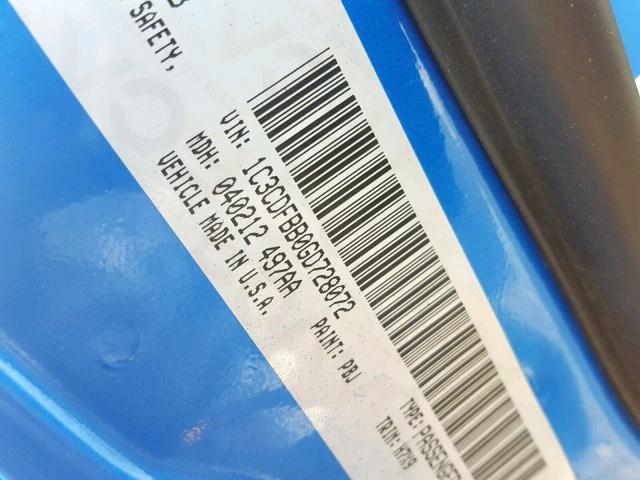 SAFETY,
VIN: 1C3CDFBB0GD728072
MDH: 040212 497AA
VEHICLE MADE IN U.S.A.
PAINT: PBJ
TYPE: PASSENGER
TRIM: H7X9